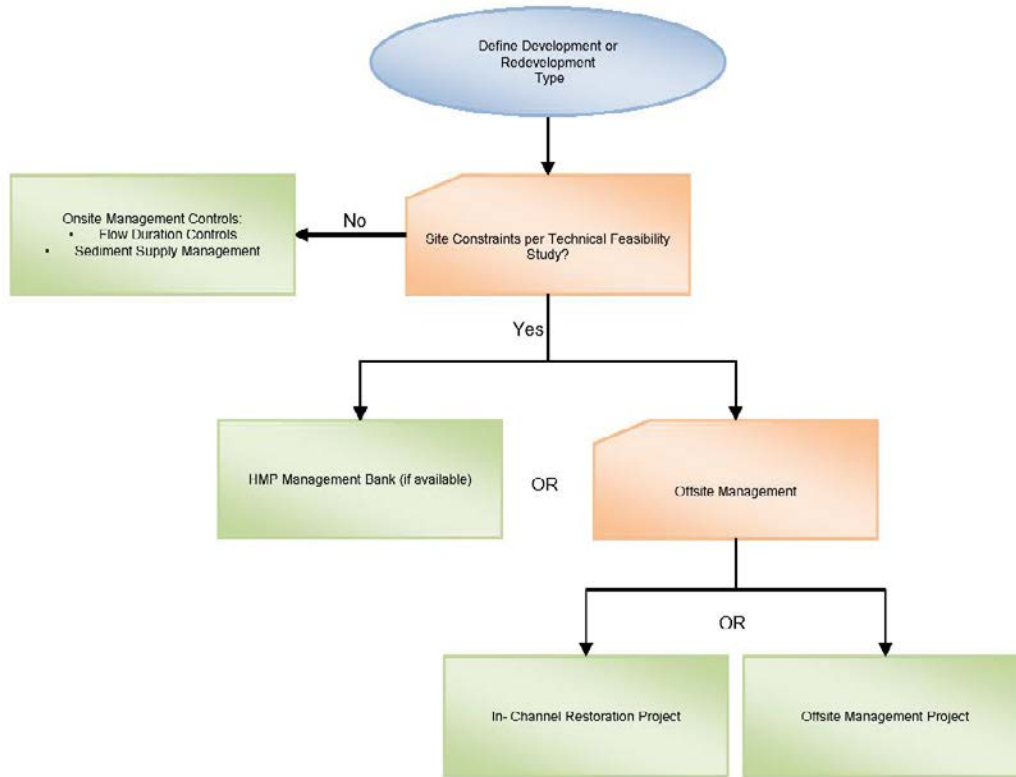 Define Development or
Redevelopment
Type
No
Onsite Management Controls:
• Flow Duration Controls
• Sediment Supply Management
Site Constraints per Technical Feasibility
Study?
Yes
HMP Management Bank (if available)
OR
Offsite Management
OR
In- Channel Restoration Project
Offsite Management Project